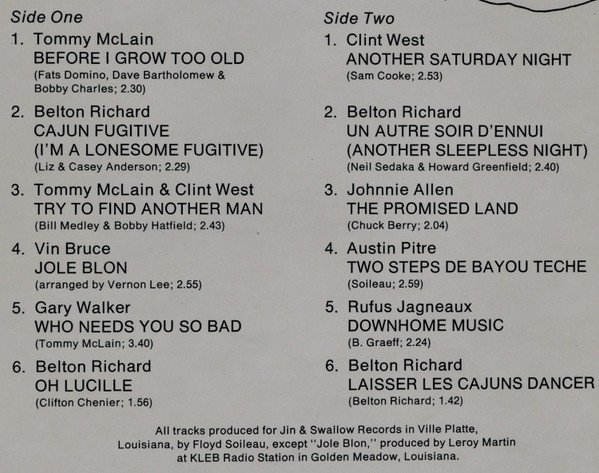 Side One
1. Tommy McLain
BEFORE I GROW TOO OLD
(Fats Domino, Dave Bartholomew &
Bobby Charles; 2.30)
2. Belton Richard
CAJUN FUGITIVE
(I'M A LONESOME FUGITIVE)
(Liz & Casey Anderson; 2.29)
3. Tommy McLain & Clint West
TRY TO FIND ANOTHER MAN
(Bill Medley & Bobby Hatfield; 2.43)
4. Vin Bruce
JOLE BLON
(arranged by Vernon Lee; 2.55)
5. Gary Walker
WHO NEEDS YOU SO BAD
(Tommy McLain; 3.40)
6. Belton Richard
OH LUCILLE
(Clifton Chenier; 1.56)
Side Two
1. Clint West
ANOTHER SATURDAY NIGHT
(Sam Cooke; 2.53)
2. Belton Richard
UN AUTRE SOIR D'ENNUI
(ANOTHER SLEEPLESS NIGHT)
(Neil Sedaka & Howard Greenfield; 2.40)
3. Johnnie Allen
THE PROMISED LAND
(Chuck Berry; 2.04)
4. Austin Pitre
TWO STEPS DE BAYOU TECHE
(Soileau; 2.59)
5. Rufus Jagneaux
DOWNHOME MUSIC
(B. Graeff; 2.24)
6. Belton Richard
LAISSER LES CAJUNS DANCER
(Belton Richard; 1.42)
All tracks produced for Jin & Swallow Records in Ville Platte,
Louisiana, by Floyd Soileau, except "Jole Blon," produced by Leroy Martin
at KLEB Radio Station in Golden Meadow, Louisiana.